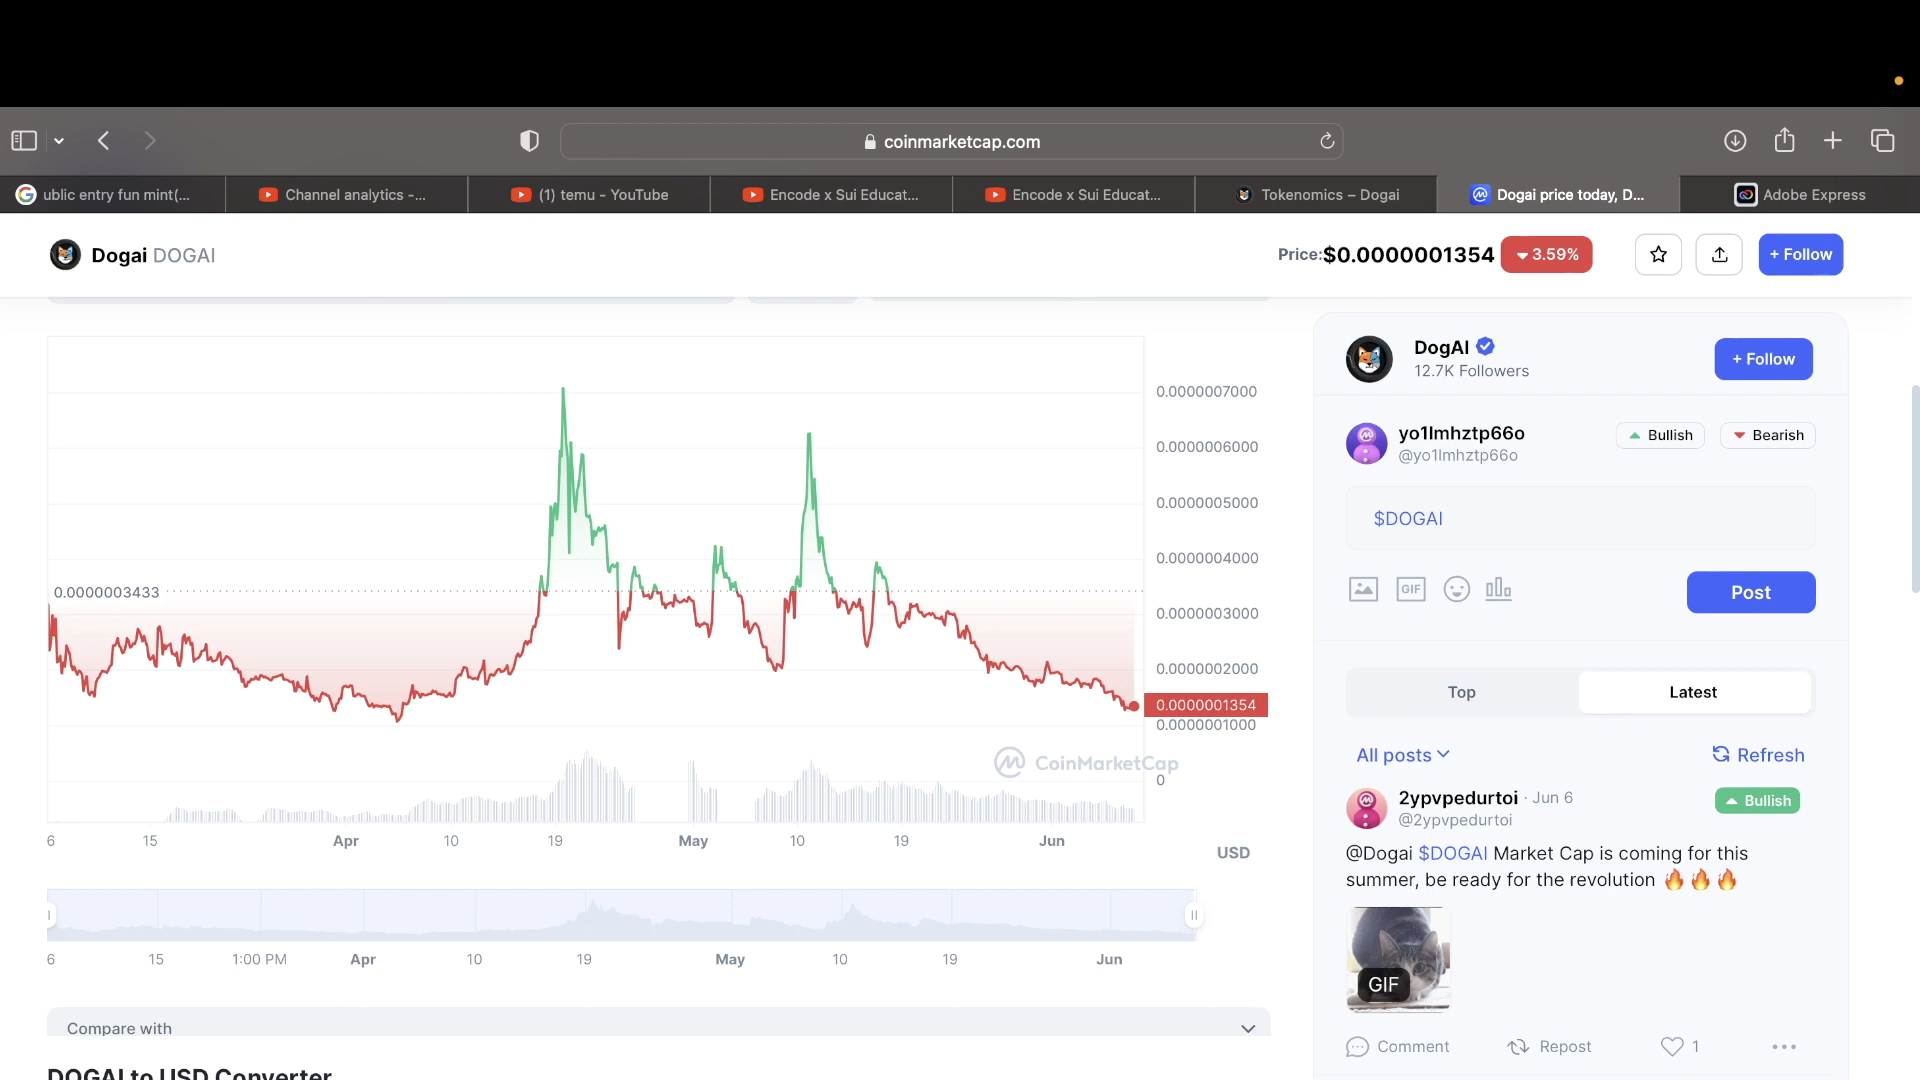 coinmarketcap.com
ublic entry fun mint(...
Channel analytics -...
(1) temu - YouTube
Encode x Sui Educat...
Encode x Sui Educat...
Tokenomics – Dogai
Dogai price today, D...
Adobe Express
Dogai DOGAI
Price:$0.0000001354
3.59%
+ Follow
0.0000007000
0.0000006000
0.0000005000
0.0000004000
0.0000003433
0.0000003000
0.0000002000
0.0000001354
0.0000001000
CoinMarketCap
0
6 15 Apr 10 19 May 10 19 Jun
USD
6 15 1:00 PM Apr 10 19 May 10 19 Jun
Compare with
DOGAI to USD Converter
DogAI
12.7K Followers
+ Follow
yo1lmhztp66o
@yo1lmhztp66o
Bullish
Bearish
$DOGAI
GIF
Post
Top
Latest
All posts
Refresh
2ypvpedurtoi · Jun 6
@2ypvpedurtoi
Bullish
@Dogai $DOGAI Market Cap is coming for this
summer, be ready for the revolution 🔥🔥🔥
GIF
Comment
Repost
1